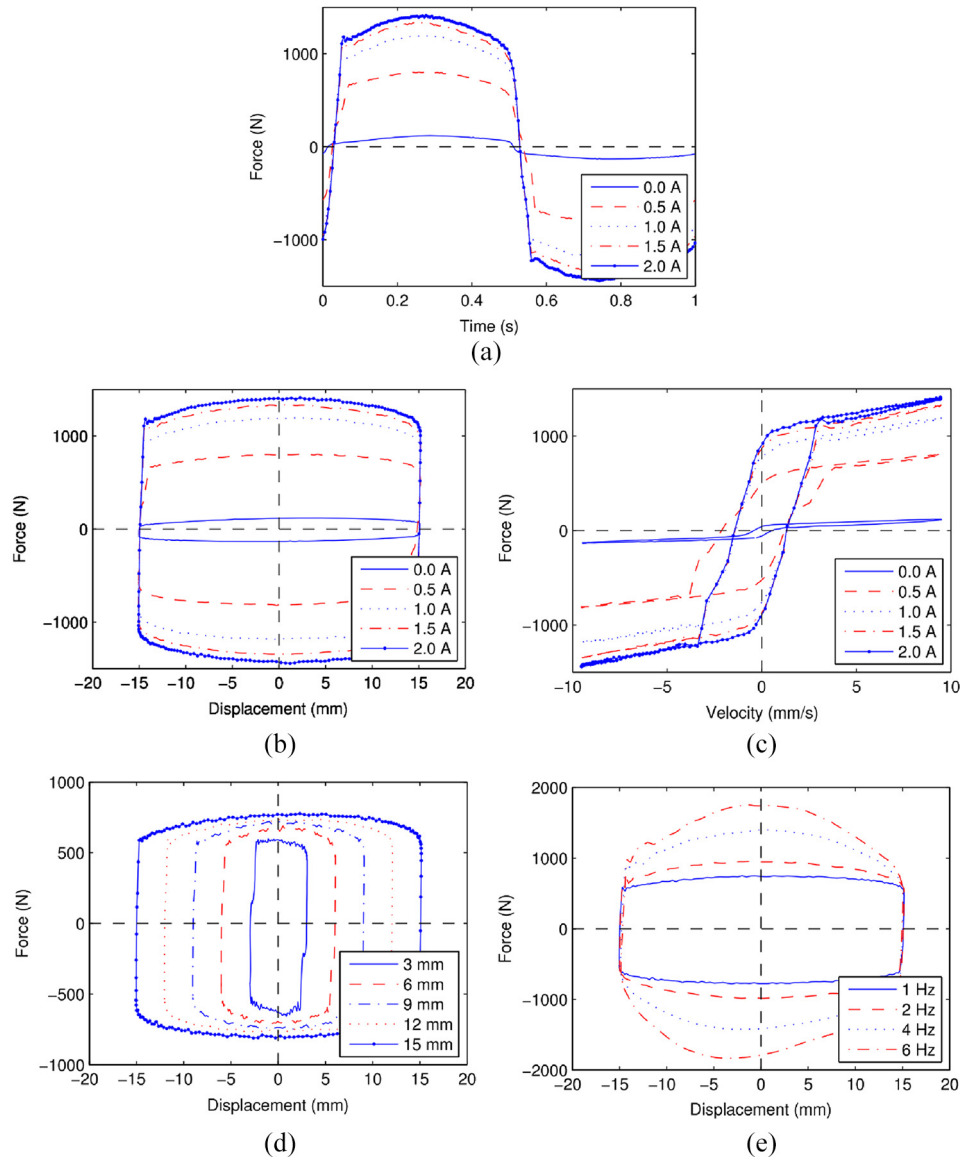 1000
0
−1000
Force (N)
0.0 A
0.5 A
1.0 A
1.5 A
2.0 A
0 0.2 0.4 0.6 0.8 1
Time (s)
(a)
1000
0
−1000
Force (N)
0.0 A
0.5 A
1.0 A
1.5 A
2.0 A
−20 −15 −10 −5 0 5 10 15 20
Displacement (mm)
(b)
1000
0
−1000
Force (N)
0.0 A
0.5 A
1.0 A
1.5 A
2.0 A
−10 −5 0 5 10
Velocity (mm/s)
(c)
1000
500
0
−500
−1000
Force (N)
3 mm
6 mm
9 mm
12 mm
15 mm
−20 −15 −10 −5 0 5 10 15 20
Displacement (mm)
(d)
2000
1000
0
−1000
−2000
Force (N)
1 Hz
2 Hz
4 Hz
6 Hz
−20 −15 −10 −5 0 5 10 15 20
Displacement (mm)
(e)